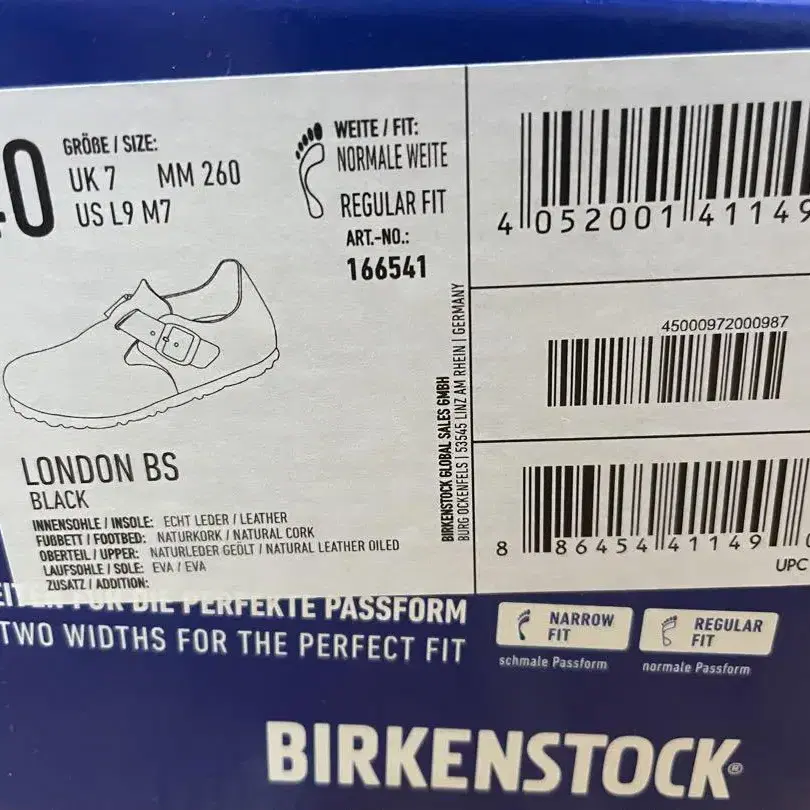 40
GRÖßE / SIZE:
UK 7 MM 260
US L9 M7
WEITE / FIT:
NORMALE WEITE
REGULAR FIT
ART.-NO.:
166541
LONDON BS
BLACK
INNENSOHLE / INSOLE: ECHT LEDER / LEATHER
FUßBETT / FOOTBED: NATURKORK / NATURAL CORK
OBERTEIL / UPPER: NATURLEDER GEÖLT / NATURAL LEATHER OILED
LAUFSOHLE / SOLE: EVA / EVA
ZUSATZ / ADDITION:
BIRKENSTOCK GLOBAL SALES GMBH
BURG OCKENFELS | 53545 LINZ AM RHEIN | GERMANY
4 052001 41149
45000972000987
8 86454 41149 0
UPC
FÜR DIE PERFEKTE PASSFORM
TWO WIDTHS FOR THE PERFECT FIT
NARROW
FIT
schmale Passform
REGULAR
FIT
normale Passform
BIRKENSTOCK®